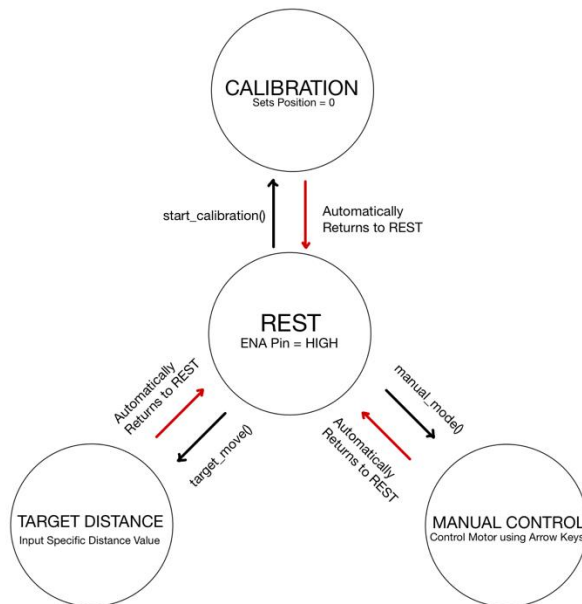 CALIBRATION
Sets Position = 0
start_calibration()
Automatically
Returns to REST
REST
ENA Pin = HIGH
Automatically
Returns to REST
target_move()
manual_mode()
Automatically
Returns to REST
TARGET DISTANCE
Input Specific Distance Value
MANUAL CONTROL
Control Motor using Arrow Keys